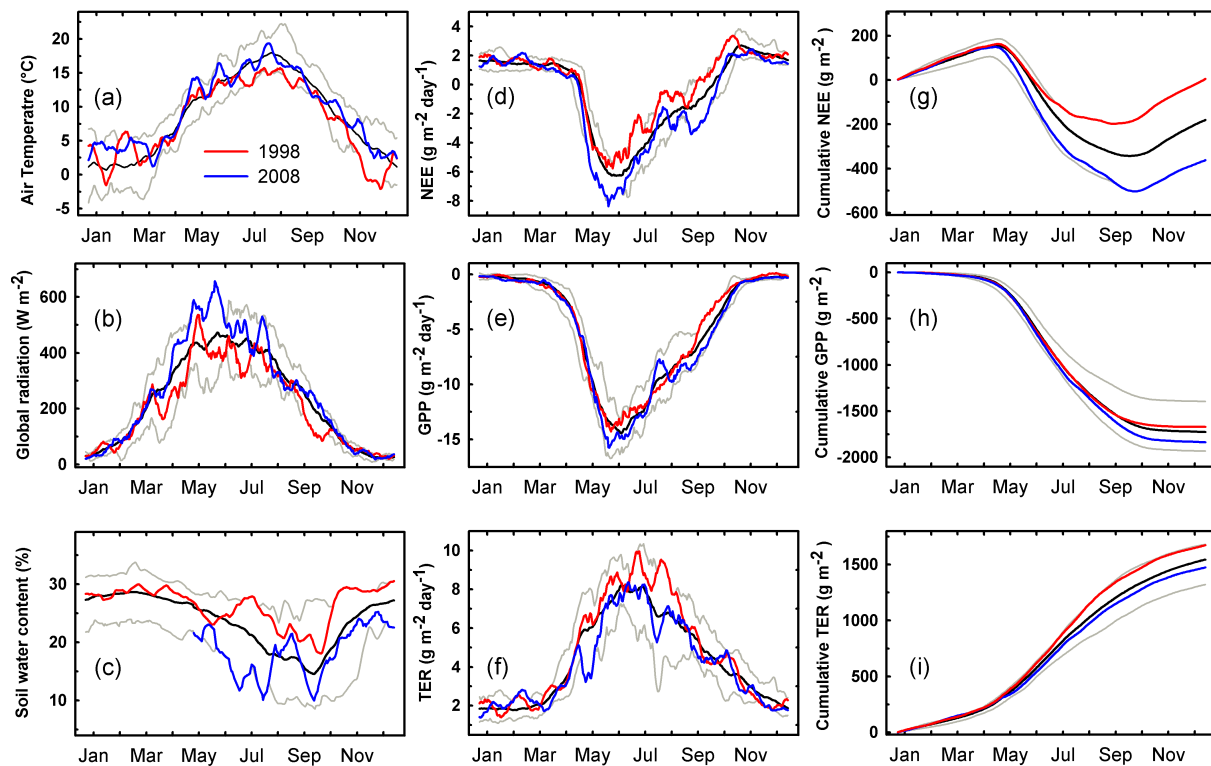 Air Temperatre (°C)
20
15
10
5
0
-5
(a)
1998
2008
Jan Mar May Jul Sep Nov
NEE (g m-2 day-1)
4
2
0
-2
-4
-6
-8
(d)
Jan Mar May Jul Sep Nov
Cumulative NEE (g m-2)
200
0
-200
-400
-600
(g)
Jan Mar May Jul Sep Nov
Global radiation (W m-2)
600
400
200
0
(b)
Jan Mar May Jul Sep Nov
GPP (g m-2 day-1)
0
-5
-10
-15
(e)
Jan Mar May Jul Sep Nov
Cumulative GPP (g m-2)
0
-500
-1000
-1500
-2000
(h)
Jan Mar May Jul Sep Nov
Soil water content (%)
40
30
20
10
(c)
Jan Mar May Jul Sep Nov
TER (g m-2 day-1)
10
8
6
4
2
(f)
Jan Mar May Jul Sep Nov
Cumulative TER (g m-2)
1500
1000
500
0
(i)
Jan Mar May Jul Sep Nov